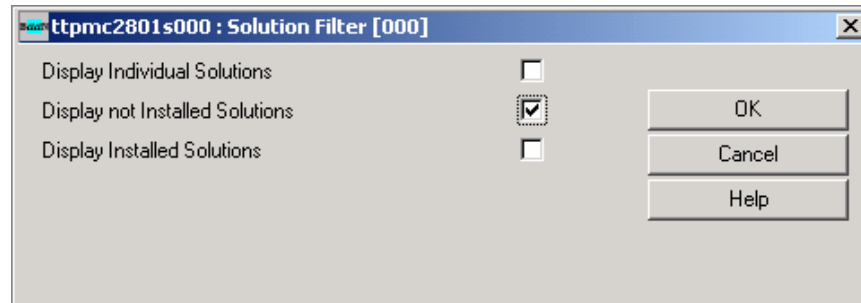 ttpmc2801s000 : Solution Filter [000]
Display Individual Solutions
Display not Installed Solutions
OK
Display Installed Solutions
Cancel
Help